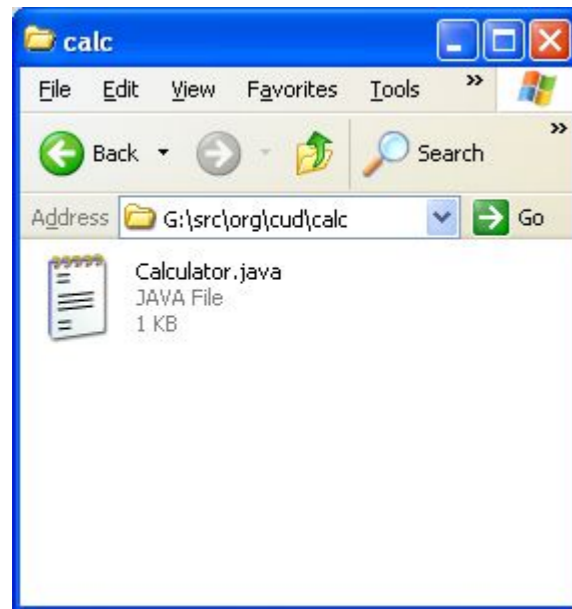 calc
File Edit View Favorites Tools »
Back Search »
Address G:\src\org\cud\calc Go
Calculator.java
JAVA File
1 KB